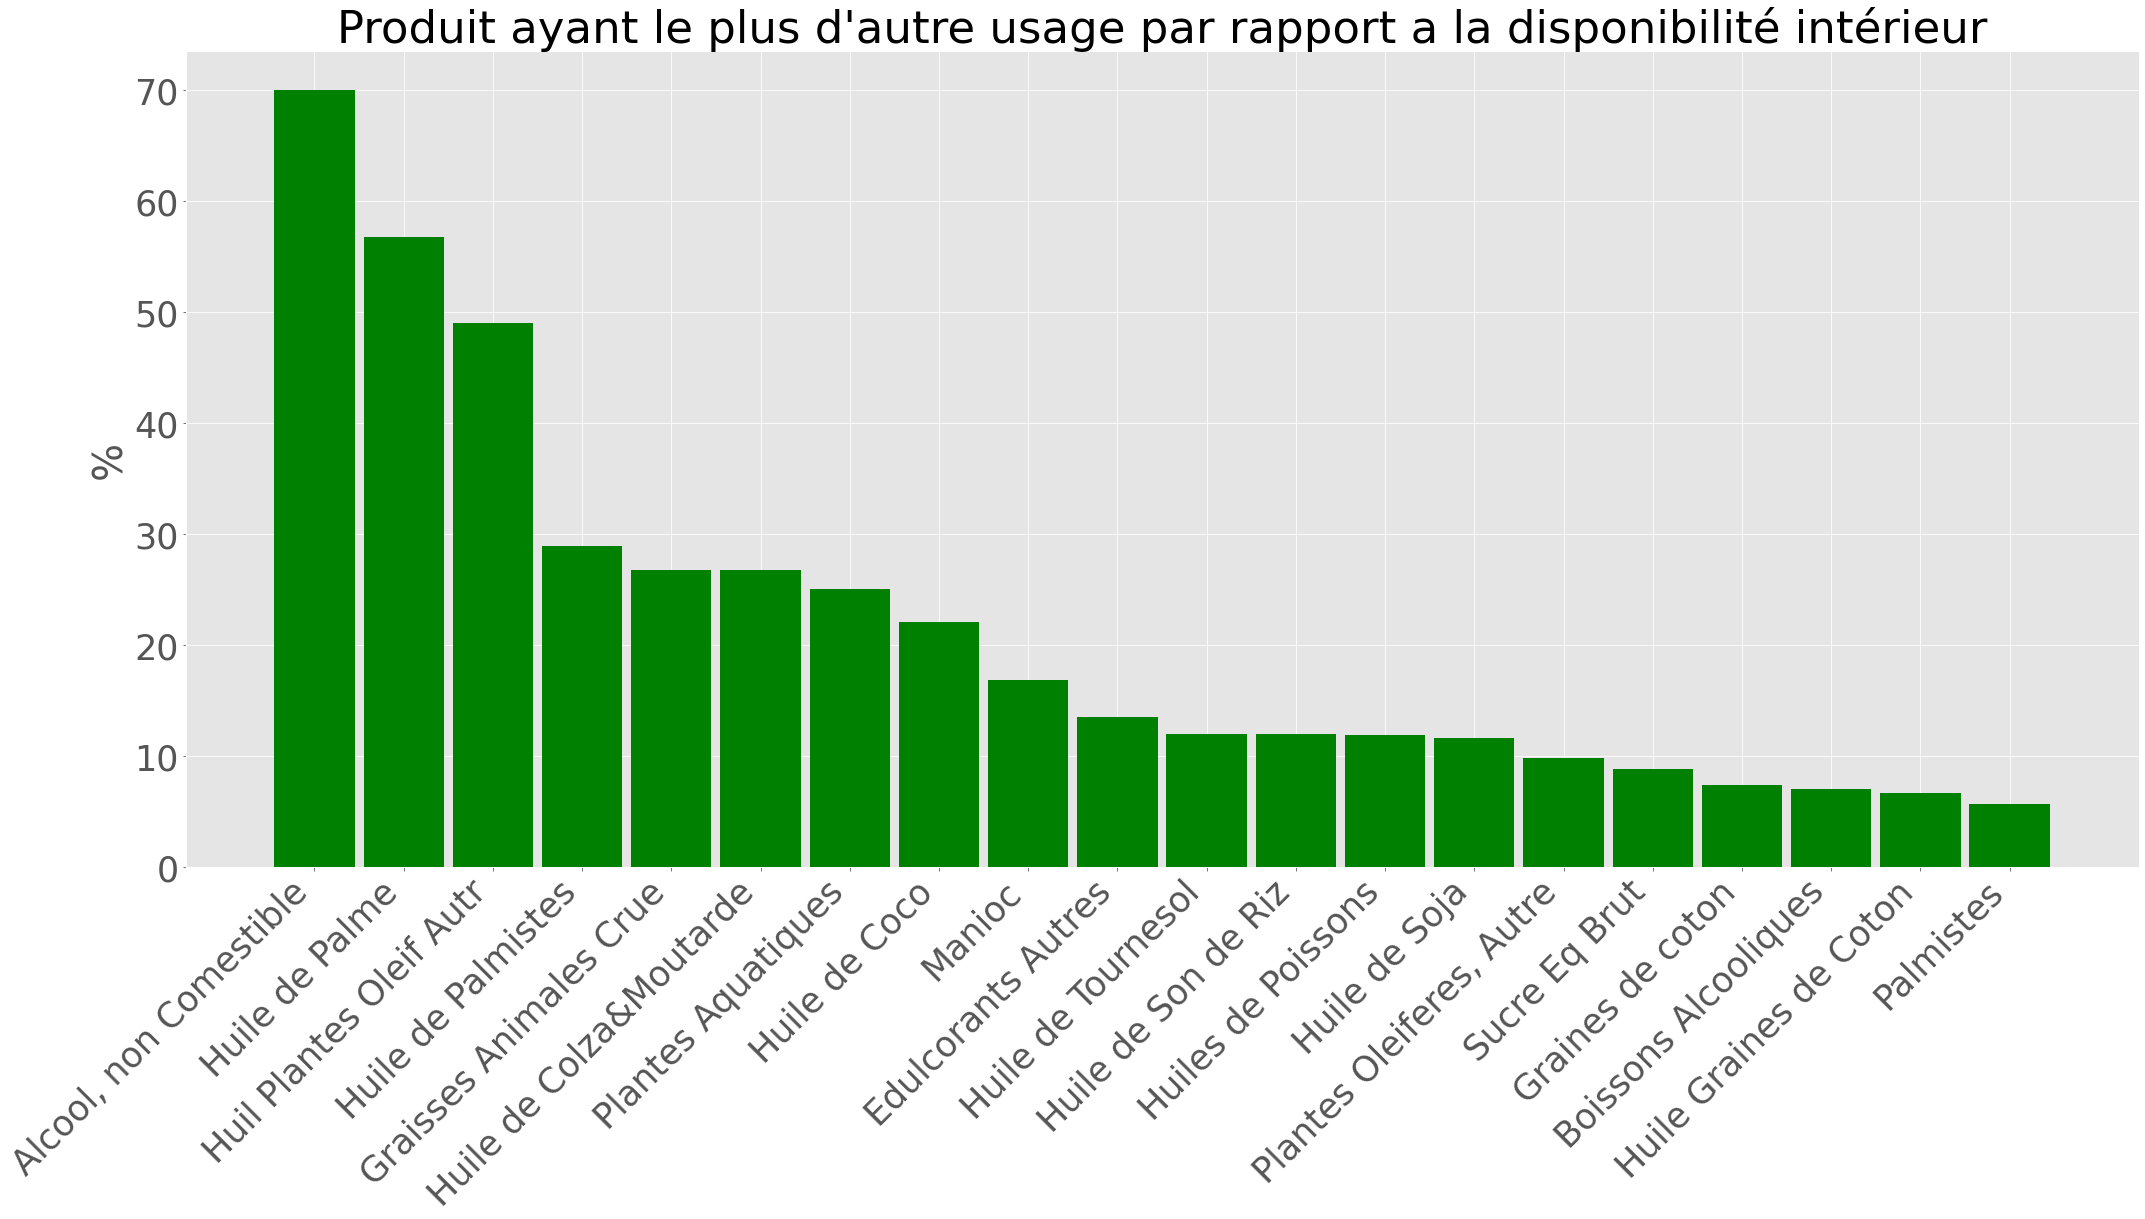 Produit ayant le plus d'autre usage par rapport a la disponibilité intérieur
%
70
60
50
40
30
20
10
0
Alcool, non Comestible
Huile de Palme
Huil Plantes Oleif Autr
Huile de Palmistes
Graisses Animales Crue
Huile de Colza&Moutarde
Plantes Aquatiques
Huile de Coco
Manioc
Edulcorants Autres
Huile de Tournesol
Huile de Son de Riz
Huiles de Poissons
Huile de Soja
Plantes Oleiferes, Autre
Sucre Eq Brut
Graines de coton
Boissons Alcooliques
Huile Graines de Coton
Palmistes